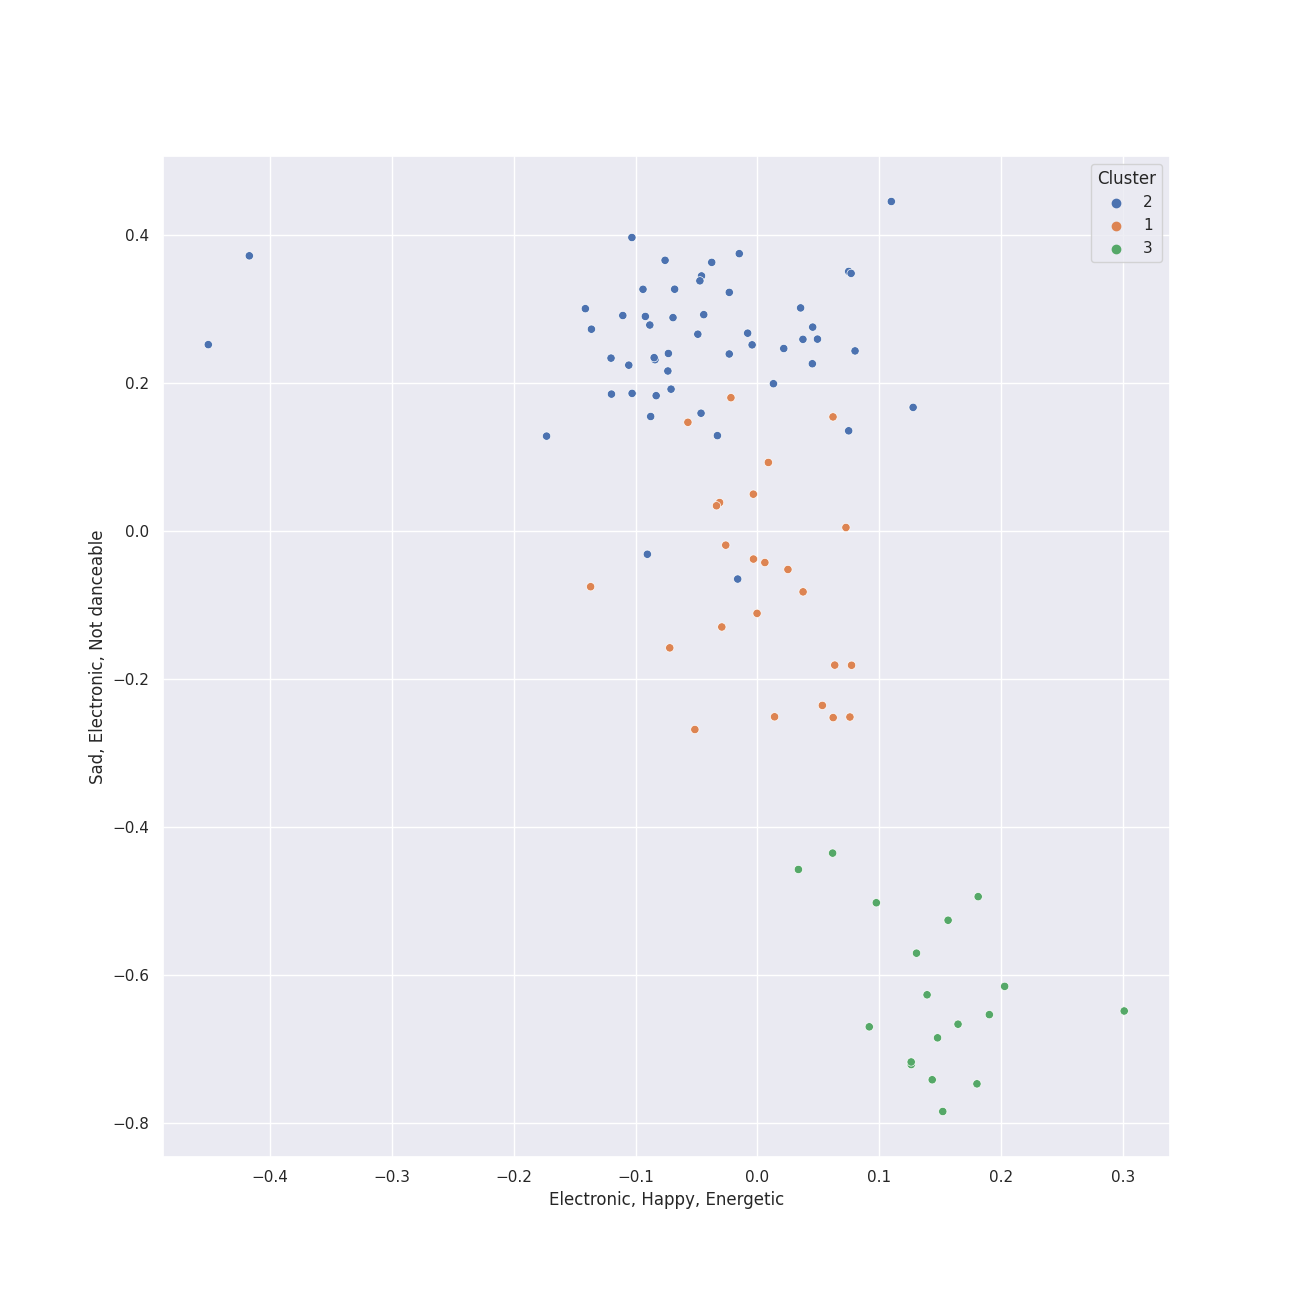 Cluster
2
1
3
0.4
0.2
0.0
−0.2
−0.4
−0.6
−0.8
Sad, Electronic, Not danceable
−0.4 −0.3 −0.2 −0.1 0.0 0.1 0.2 0.3
Electronic, Happy, Energetic